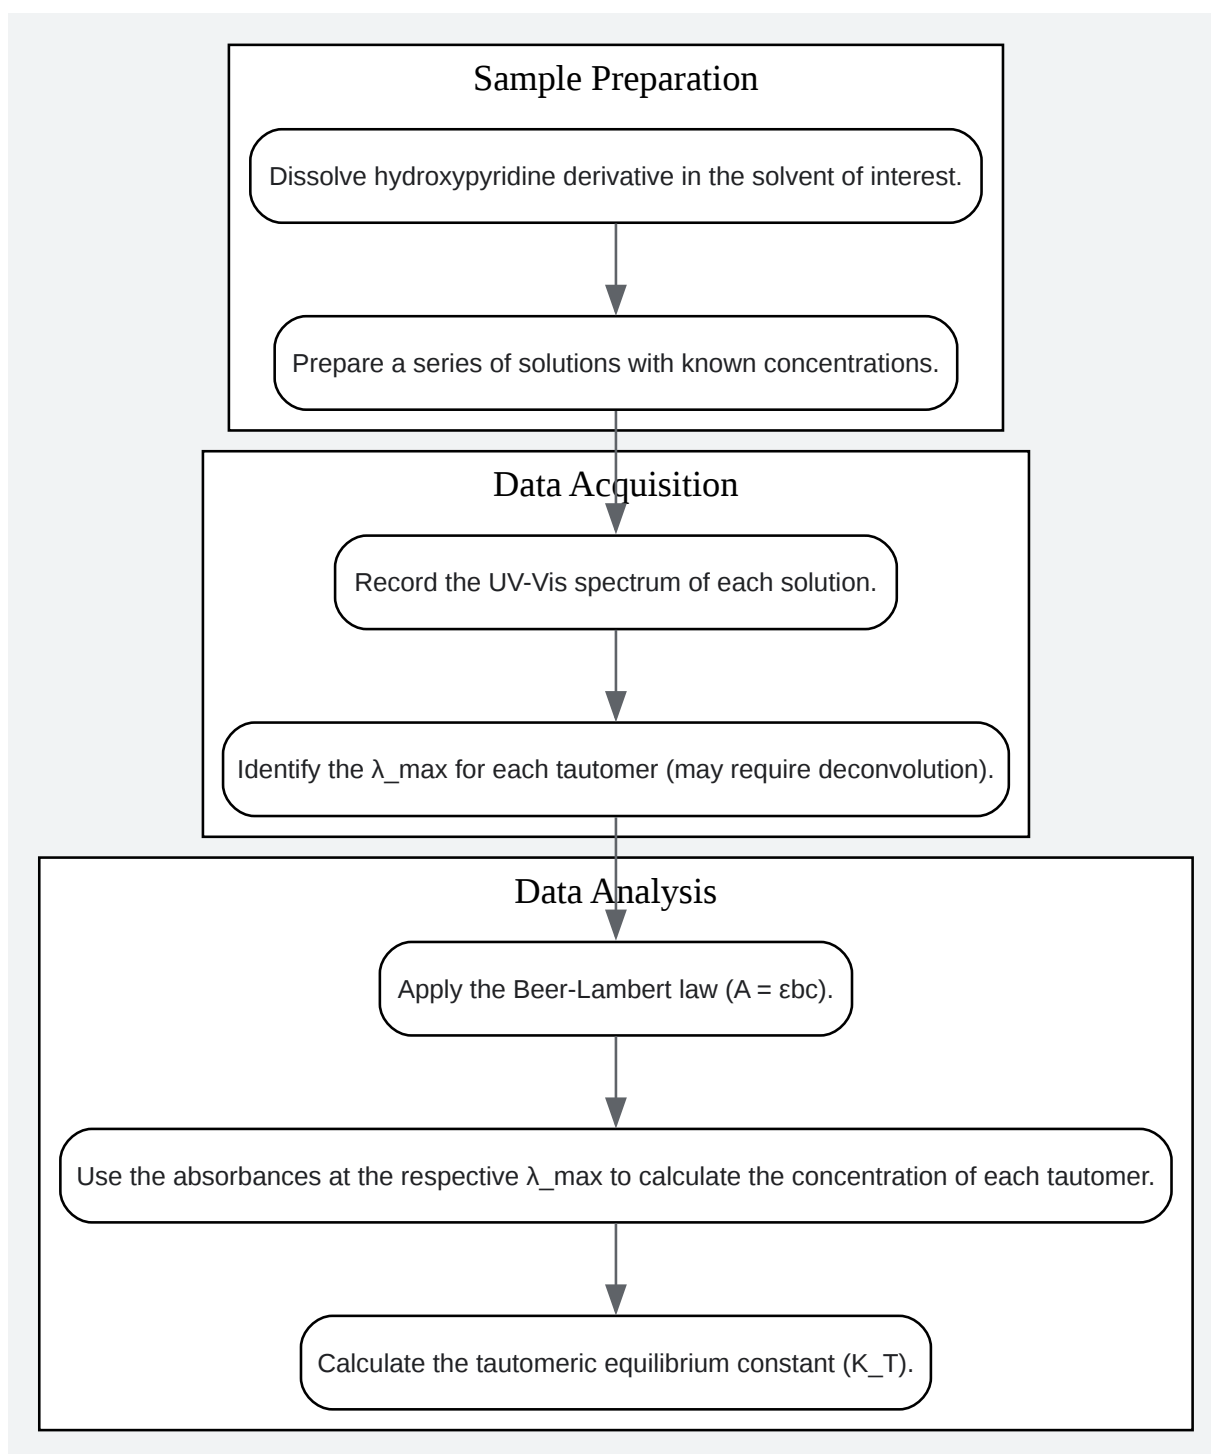 Sample Preparation
Dissolve hydroxypyridine derivative in the solvent of interest.
Prepare a series of solutions with known concentrations.
Data Acquisition
Record the UV-Vis spectrum of each solution.
Identify the λ_max for each tautomer (may require deconvolution).
Data Analysis
Apply the Beer-Lambert law (A = εbc).
Use the absorbances at the respective λ_max to calculate the concentration of each tautomer.
Calculate the tautomeric equilibrium constant (K_T).